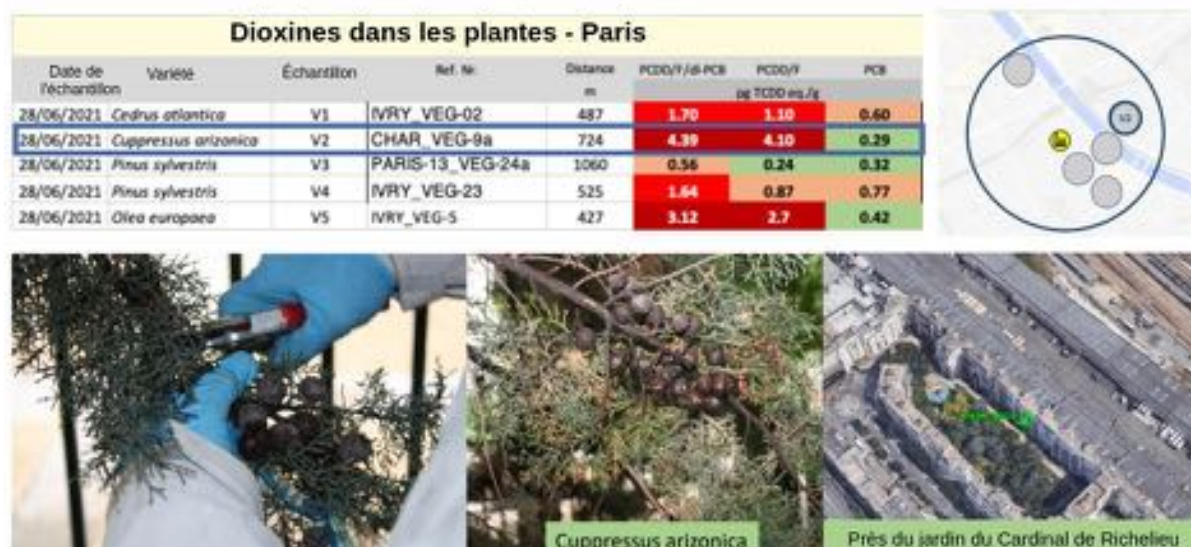 Dioxines dans les plantes - Paris
Date de l'échantillon Variété Échantillon Ref. Nr. Distance PCDD/F/dl-PCB PCDD/F PCB
m pg TCDD eq./g
28/06/2021 Cedrus atlantica V1 IVRY_VEG-02 487 1.70 1.10 0.60
28/06/2021 Cuppressus arizonica V2 CHAR_VEG-9a 724 4.39 4.10 0.29
28/06/2021 Pinus sylvestris V3 PARIS-13_VEG-24a 1060 0.56 0.24 0.32
28/06/2021 Pinus sylvestris V4 IVRY_VEG-23 525 1.64 0.87 0.77
28/06/2021 Olea europaea V5 IVRY_VEG-5 427 3.12 2.7 0.42
Cuppressus arizonica
Près du jardin du Cardinal de Richelieu